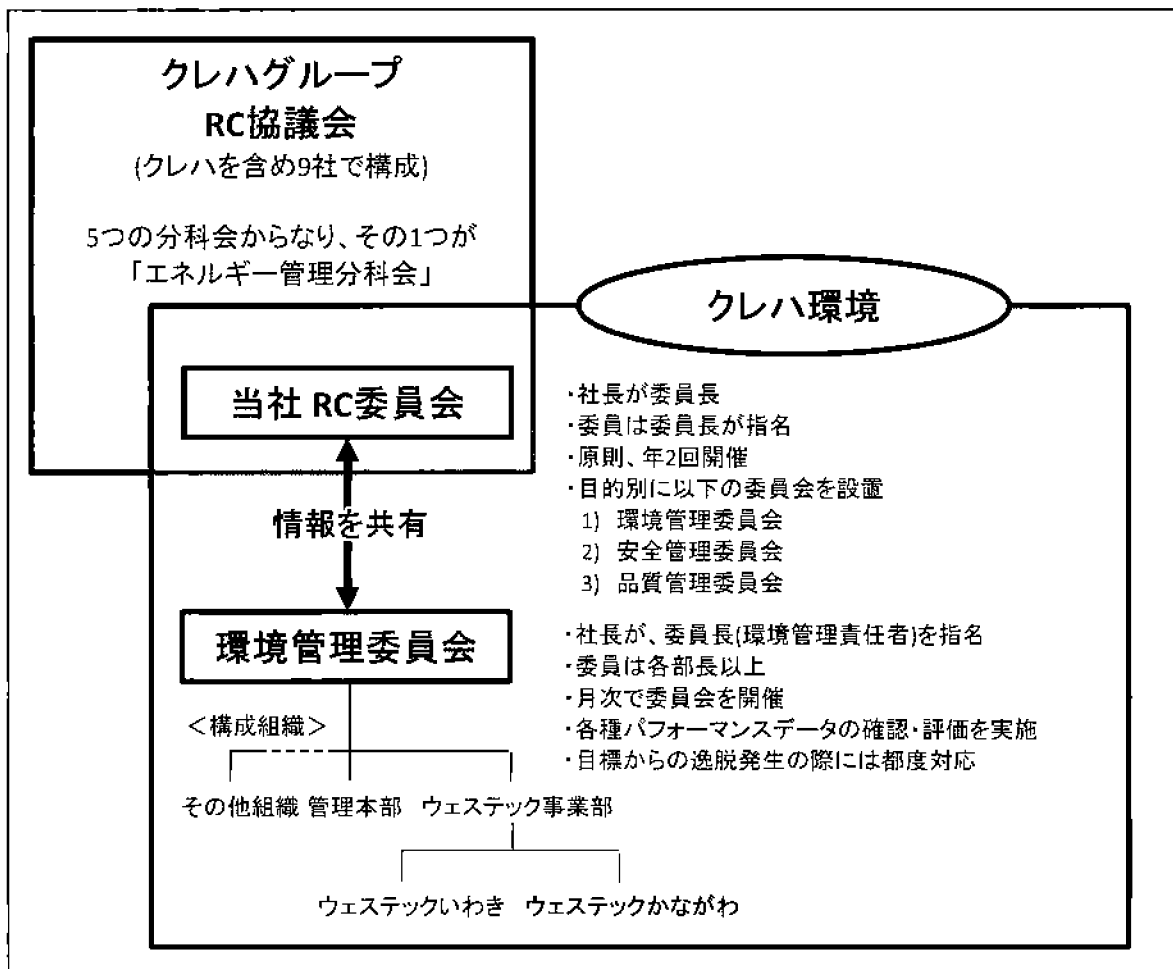 クレハグループ
RC協議会
(クレハを含め9社で構成)
5つの分科会からなり、その1つが
「エネルギー管理分科会」
クレハ環境
当社 RC委員会
・社長が委員長
・委員は委員長が指名
・原則、年2回開催
・目的別に以下の委員会を設置
1) 環境管理委員会
2) 安全管理委員会
3) 品質管理委員会
情報を共有
環境管理委員会
・社長が、委員長(環境管理責任者)を指名
・委員は各部長以上
・月次で委員会を開催
・各種パフォーマンスデータの確認・評価を実施
・目標からの逸脱発生の際には都度対応
＜構成組織＞
その他組織 管理本部 ウェステック事業部
ウェステックいわき ウェステックかながわ